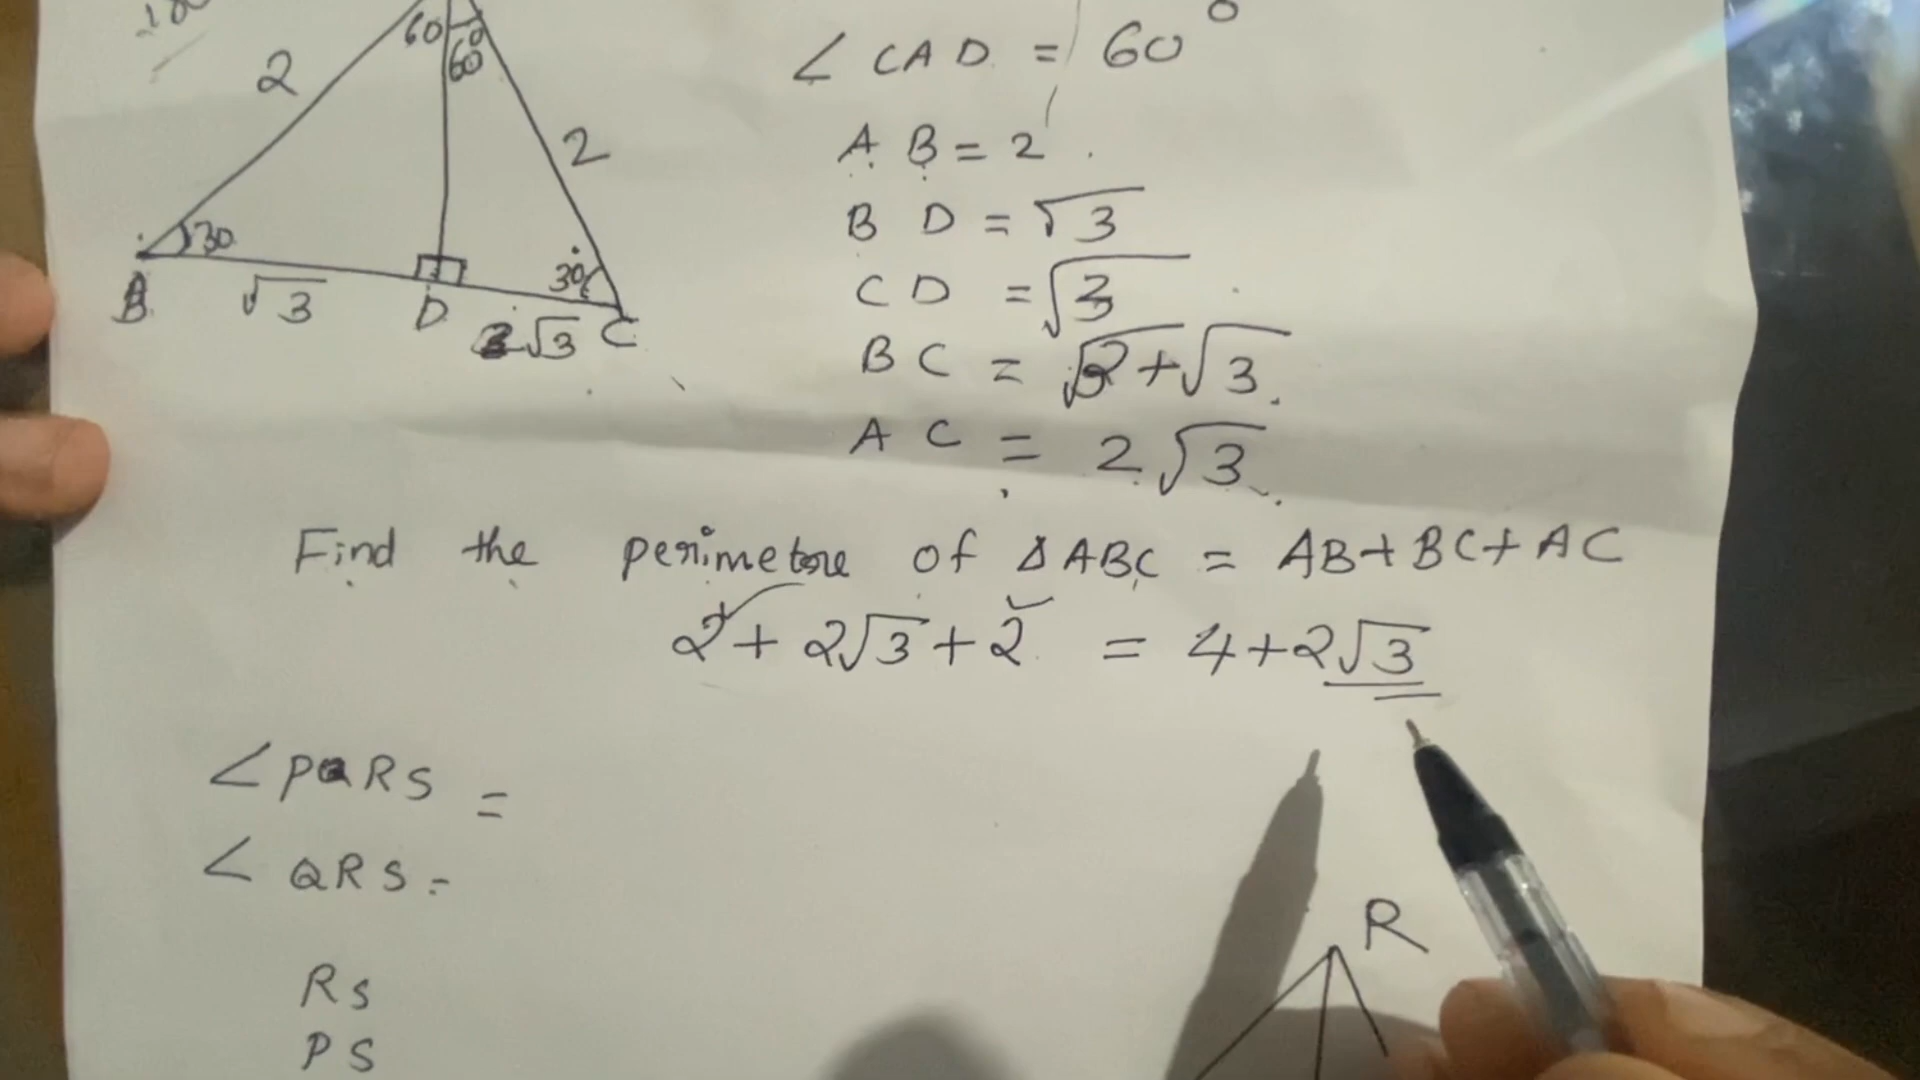 60
60
60
2
2
30
30
B
√3
D
√3
C
∠ CAD = 60°
AB = 2
BD = √3
CD = √3
BC = √3 + √3
AC = 2√3
Find the perimetre of ΔABC = AB+BC+AC
2 + 2√3 + 2 = 4+2√3
∠PQRS =
∠QRS =
R
RS
PS